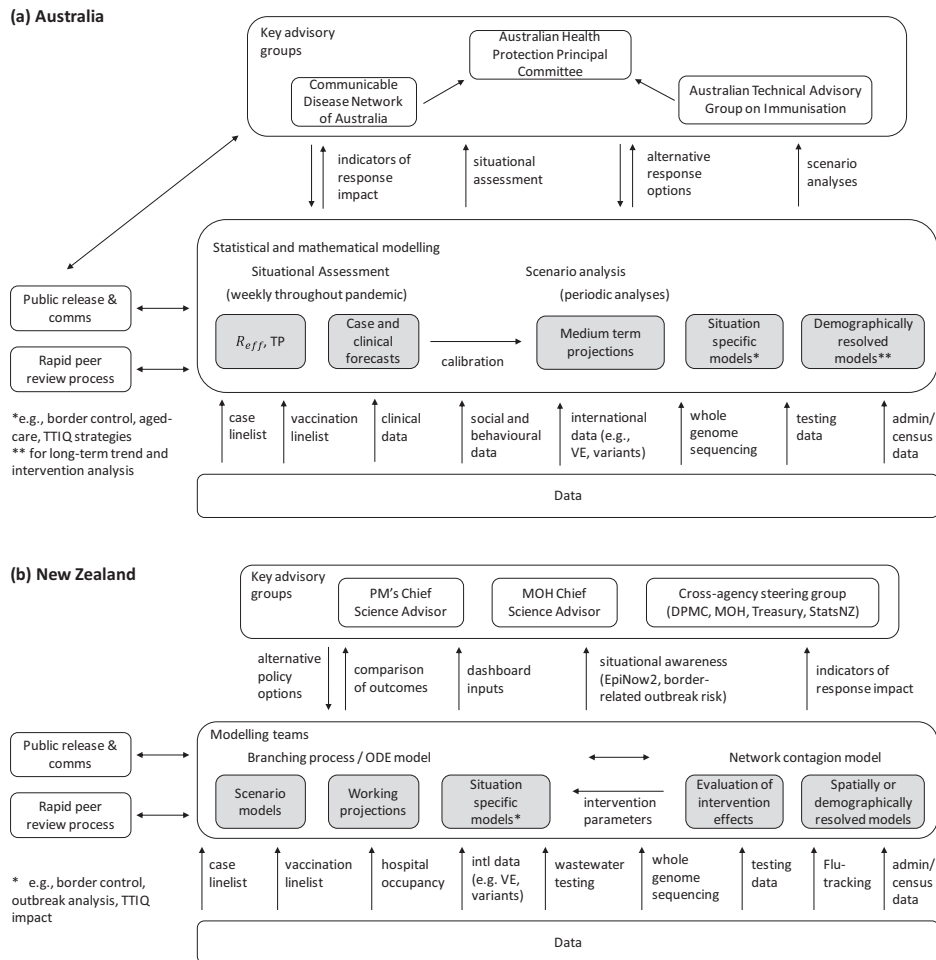 (a) Australia
Key advisory
groups
Australian Health
Protection Principal
Committee
Communicable
Disease Network
of Australia
Australian Technical Advisory
Group on Immunisation
indicators of
response
impact
situational
assessment
alternative
response
options
scenario
analyses
Statistical and mathematical modelling
Situational Assessment
(weekly throughout pandemic)
Scenario analysis
(periodic analyses)
Public release &
comms
Rapid peer
review process
R_eff, TP
Case and
clinical
forecasts
calibration
Medium term
projections
Situation
specific
models*
Demographically
resolved
models**
*e.g., border control, aged-
care, TTIQ strategies
** for long-term trend and
intervention analysis
case
linelist
vaccination
linelist
clinical
data
social and
behavioural
data
international
data (e.g.,
VE, variants)
whole
genome
sequencing
testing
data
admin/
census
data
Data
(b) New Zealand
Key advisory
groups
PM's Chief
Science Advisor
MOH Chief
Science Advisor
Cross-agency steering group
(DPMC, MOH, Treasury, StatsNZ)
alternative
policy
options
comparison
of outcomes
dashboard
inputs
situational awareness
(EpiNow2, border-
related outbreak risk)
indicators of
response impact
Modelling teams
Branching process / ODE model
Network contagion model
Public release &
comms
Rapid peer
review process
Scenario
models
Working
projections
Situation
specific
models*
intervention
parameters
Evaluation of
intervention
effects
Spatially or
demographically
resolved models
* e.g., border control,
outbreak analysis, TTIQ
impact
case
linelist
vaccination
linelist
hospital
occupancy
intl data
(e.g. VE,
variants)
wastewater
testing
whole
genome
sequencing
testing
data
Flu-
tracking
admin/
census
data
Data